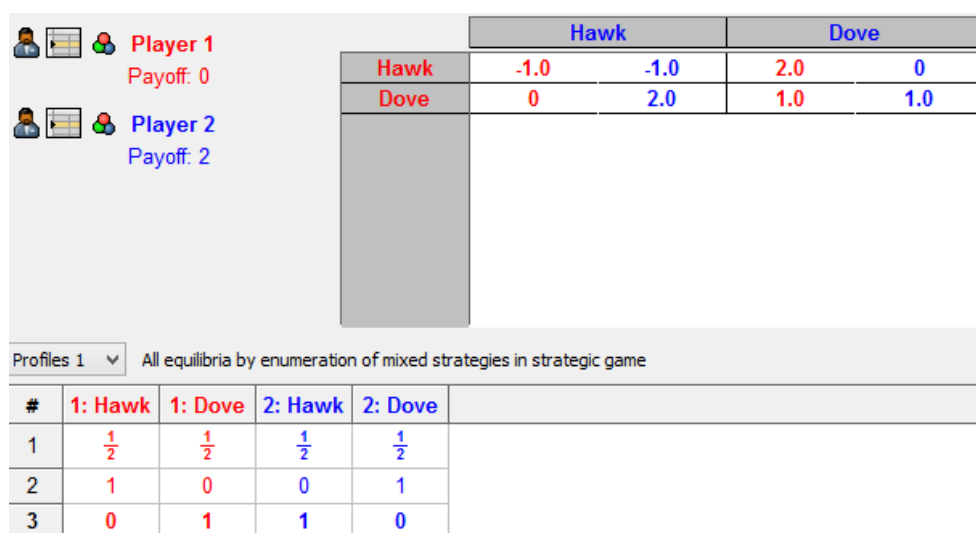 Player 1
Payoff: 0
Player 2
Payoff: 2
Hawk Dove
Hawk -1.0 -1.0 2.0 0
Dove 0 2.0 1.0 1.0
Profiles 1 All equilibria by enumeration of mixed strategies in strategic game
# 1: Hawk 1: Dove 2: Hawk 2: Dove
1 1/2 1/2 1/2 1/2
2 1 0 0 1
3 0 1 1 0